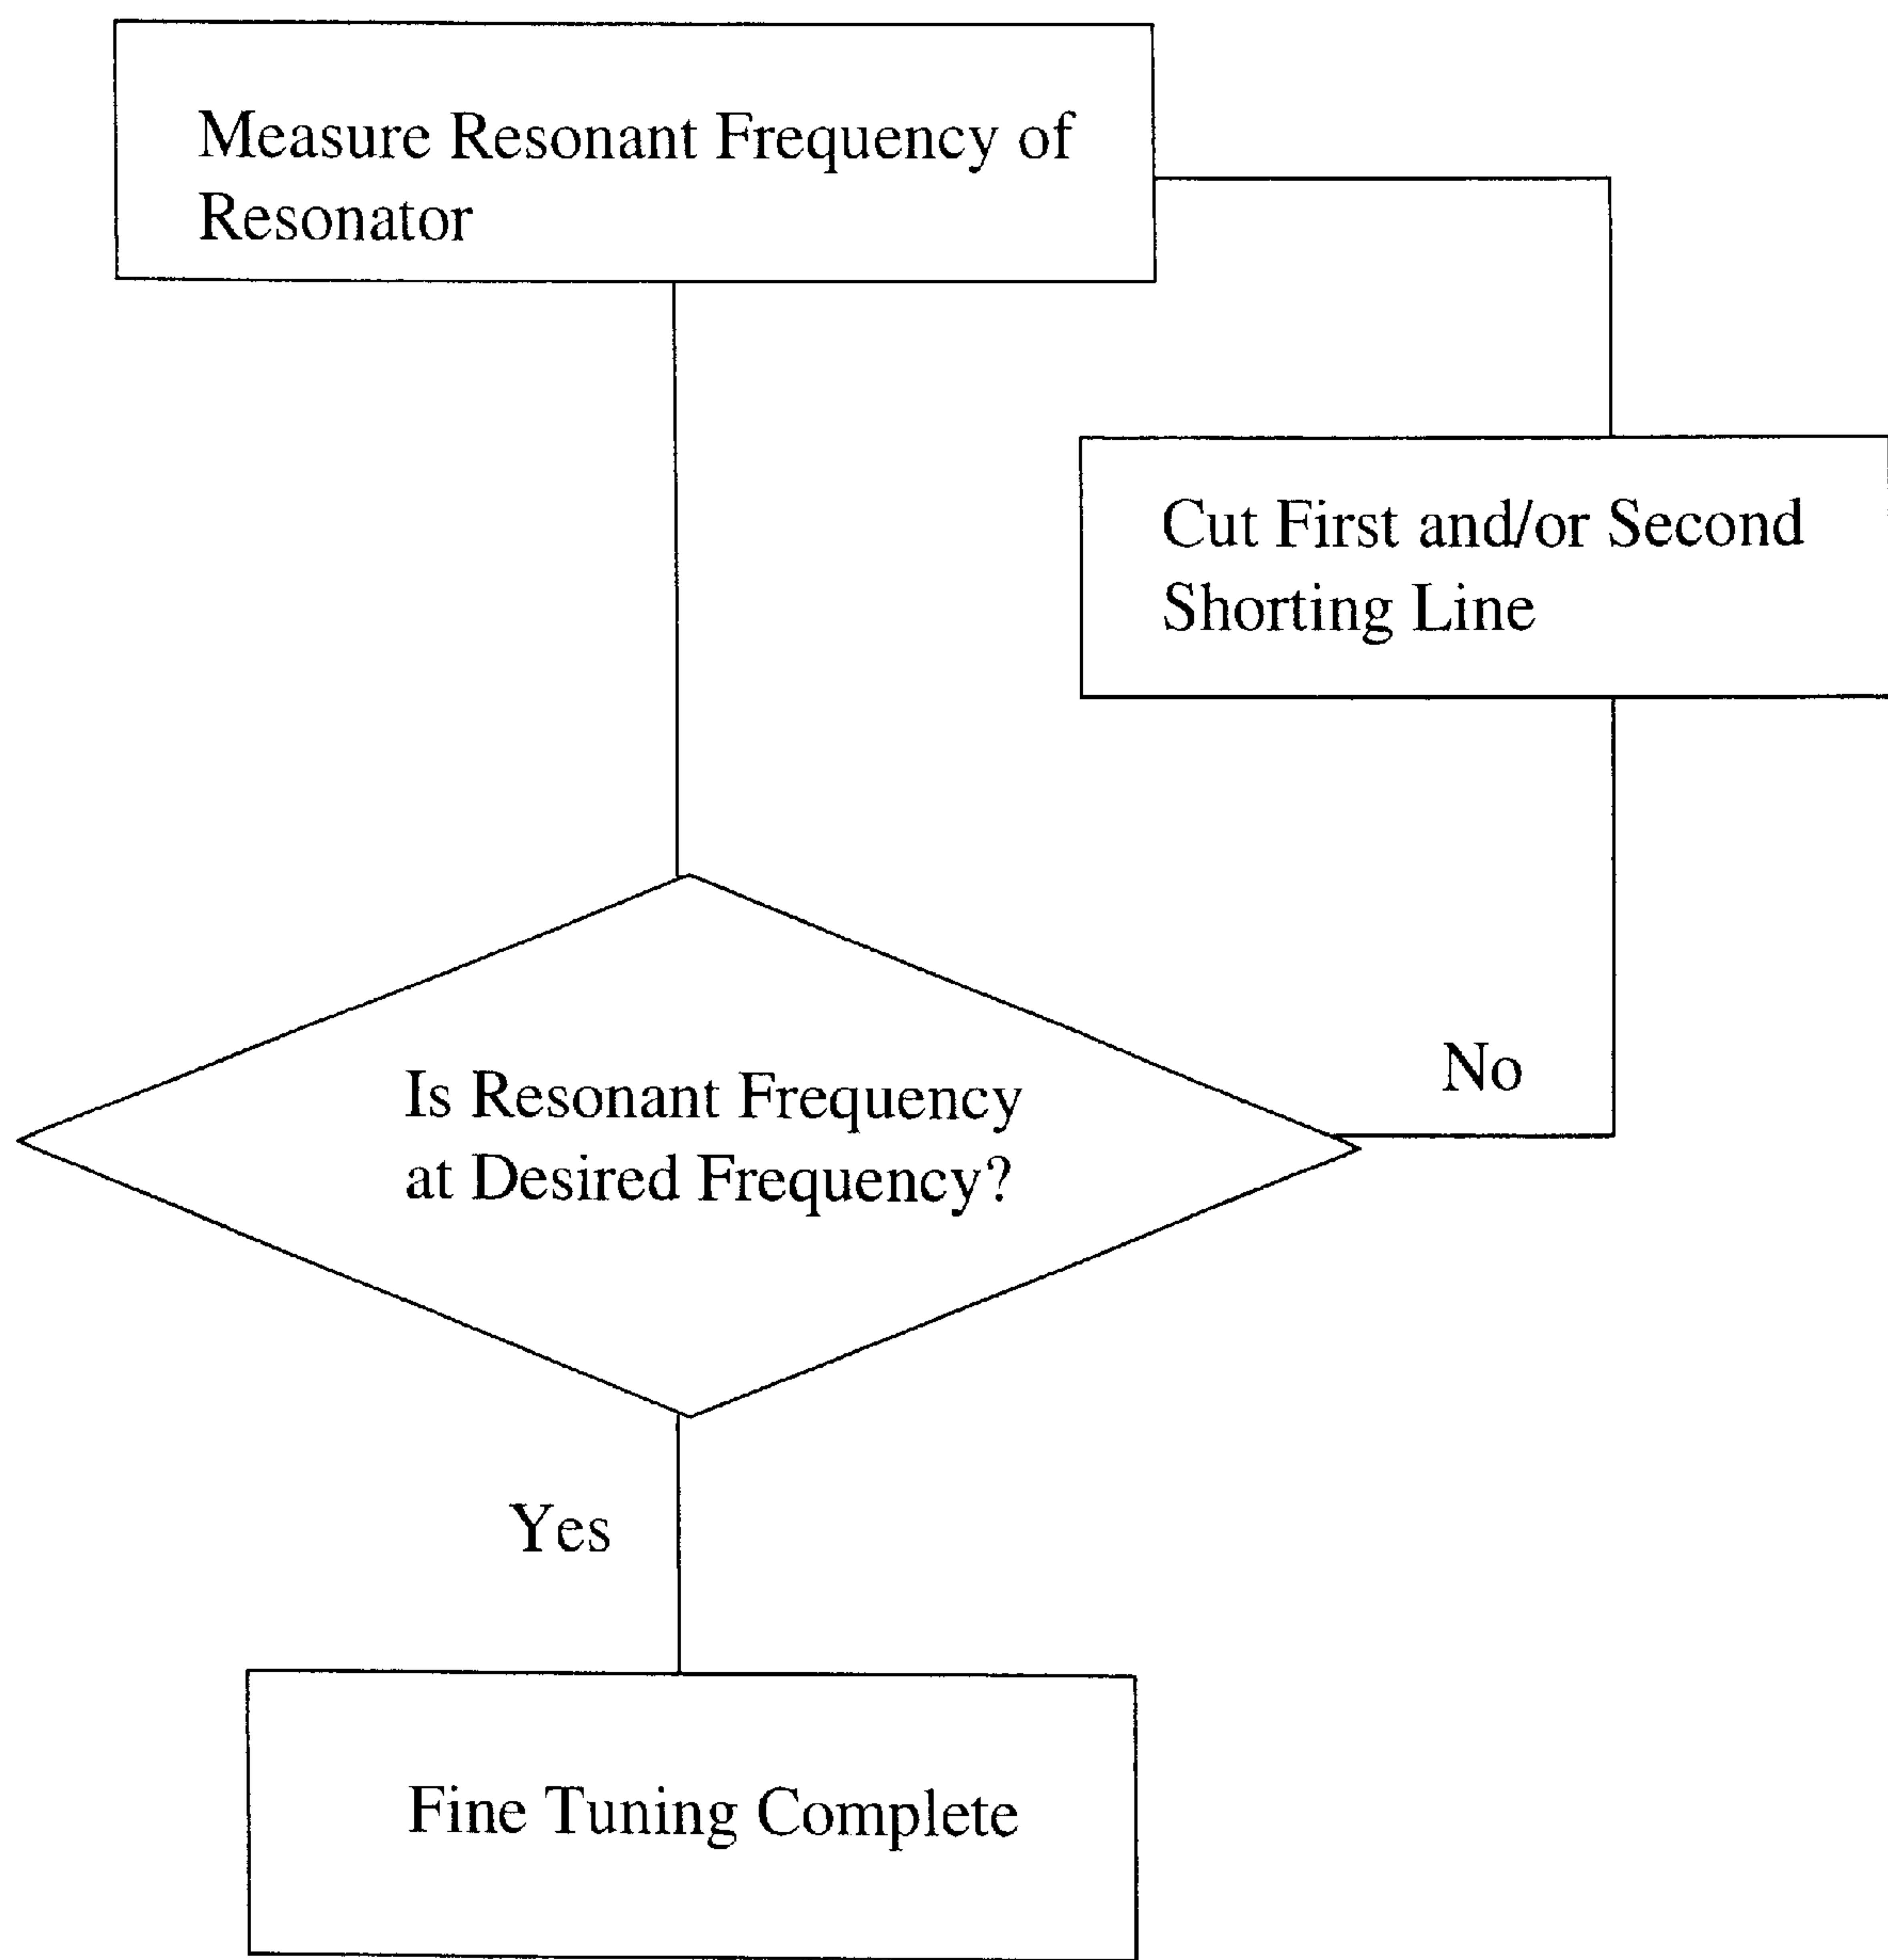 Measure Resonant Frequency of
Resonator
Cut First and/or Second
Shorting Line
Is Resonant Frequency
at Desired Frequency?
No
Yes
Fine Tuning Complete